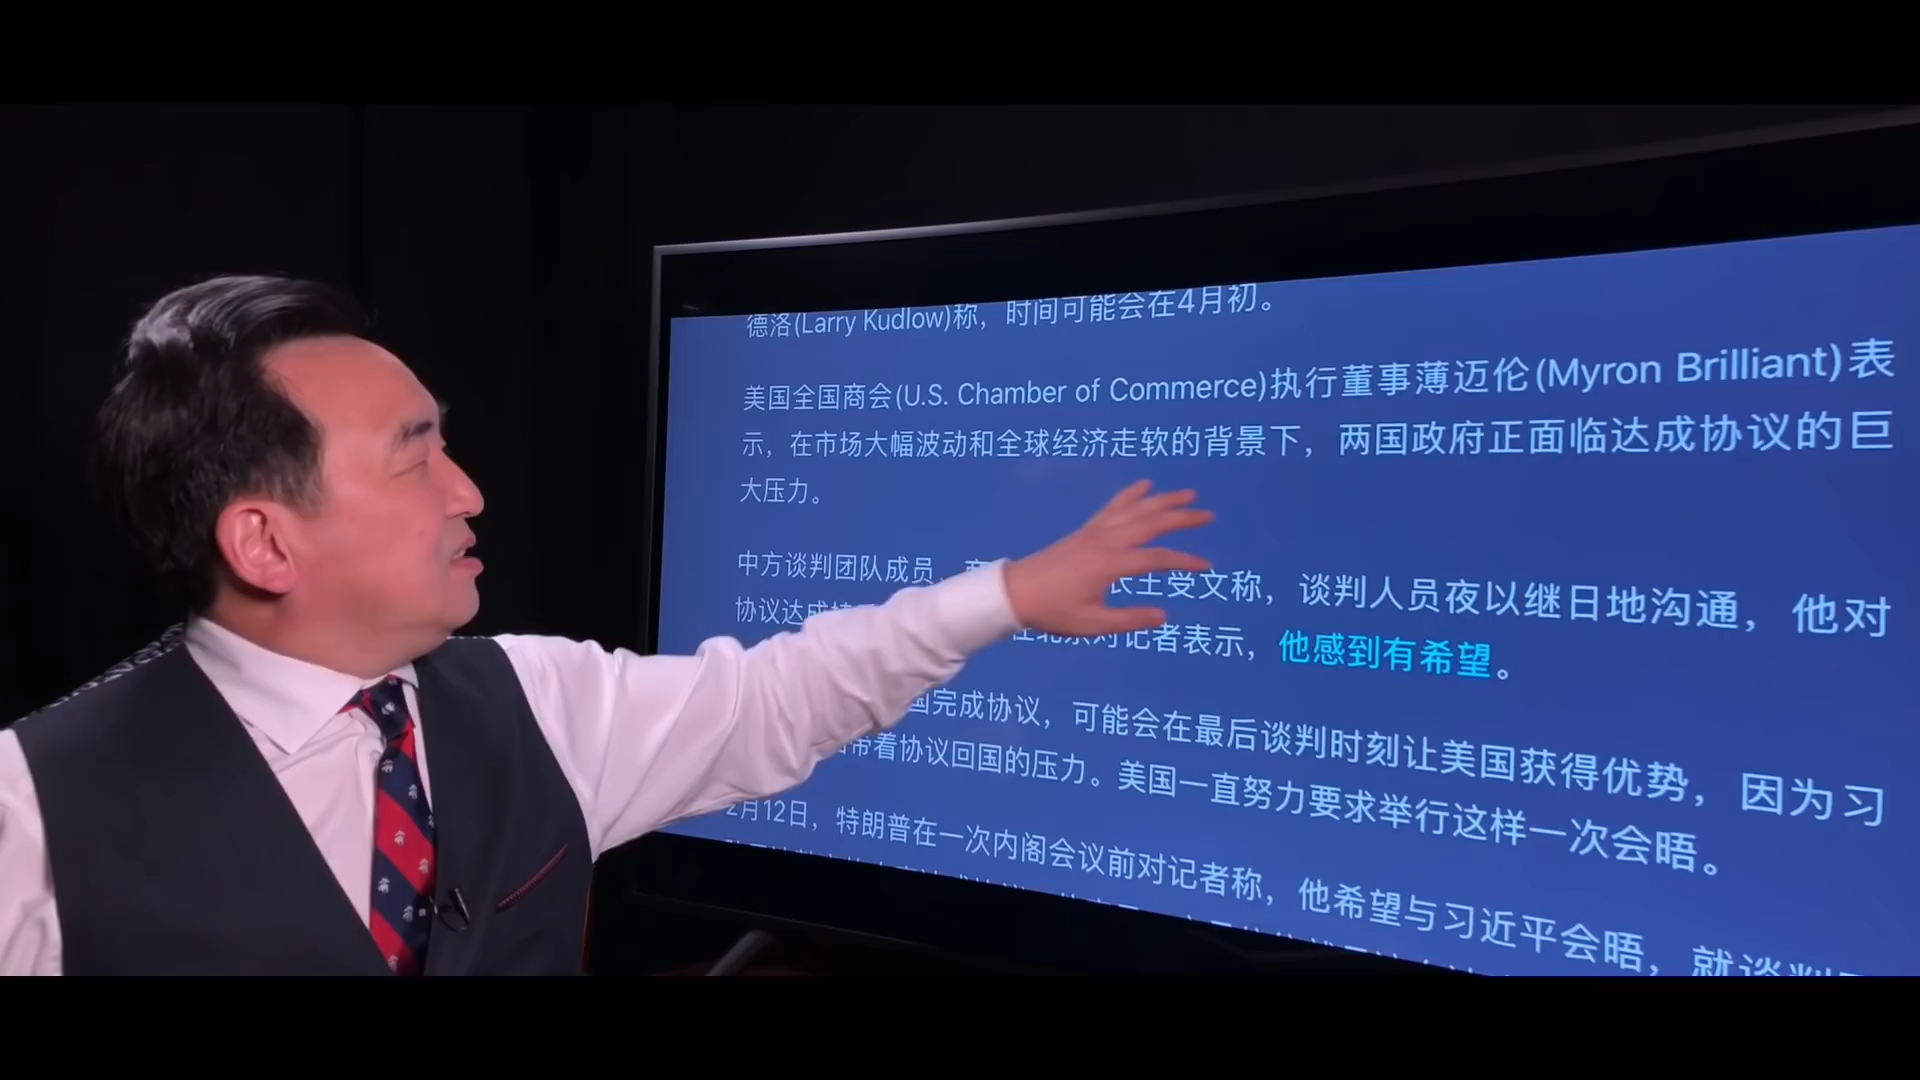 德洛(Larry Kudlow)称，时间可能会在4月初。
美国全国商会(U.S. Chamber of Commerce)执行董事薄迈伦(Myron Brilliant)表
示，在市场大幅波动和全球经济走软的背景下，两国政府正面临达成协议的巨
大压力。
中方谈判团队成员、商 王受文称，谈判人员夜以继日地沟通，他对
协议达成 在北京对记者表示，他感到有希望。
国完成协议，可能会在最后谈判时刻让美国获得优势，因为习
带着协议回国的压力。美国一直努力要求举行这样一次会晤。
2月12日，特朗普在一次内阁会议前对记者称，他希望与习近平会晤，就谈判